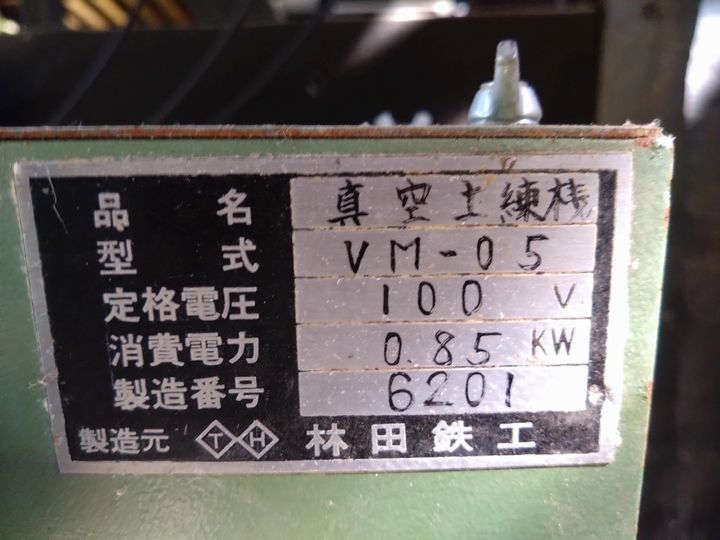 品名 真空土練機
型式 VM-05
定格電圧 100 V
消費電力 0.85 KW
製造番号 6201
製造元 TH 林田鉄工